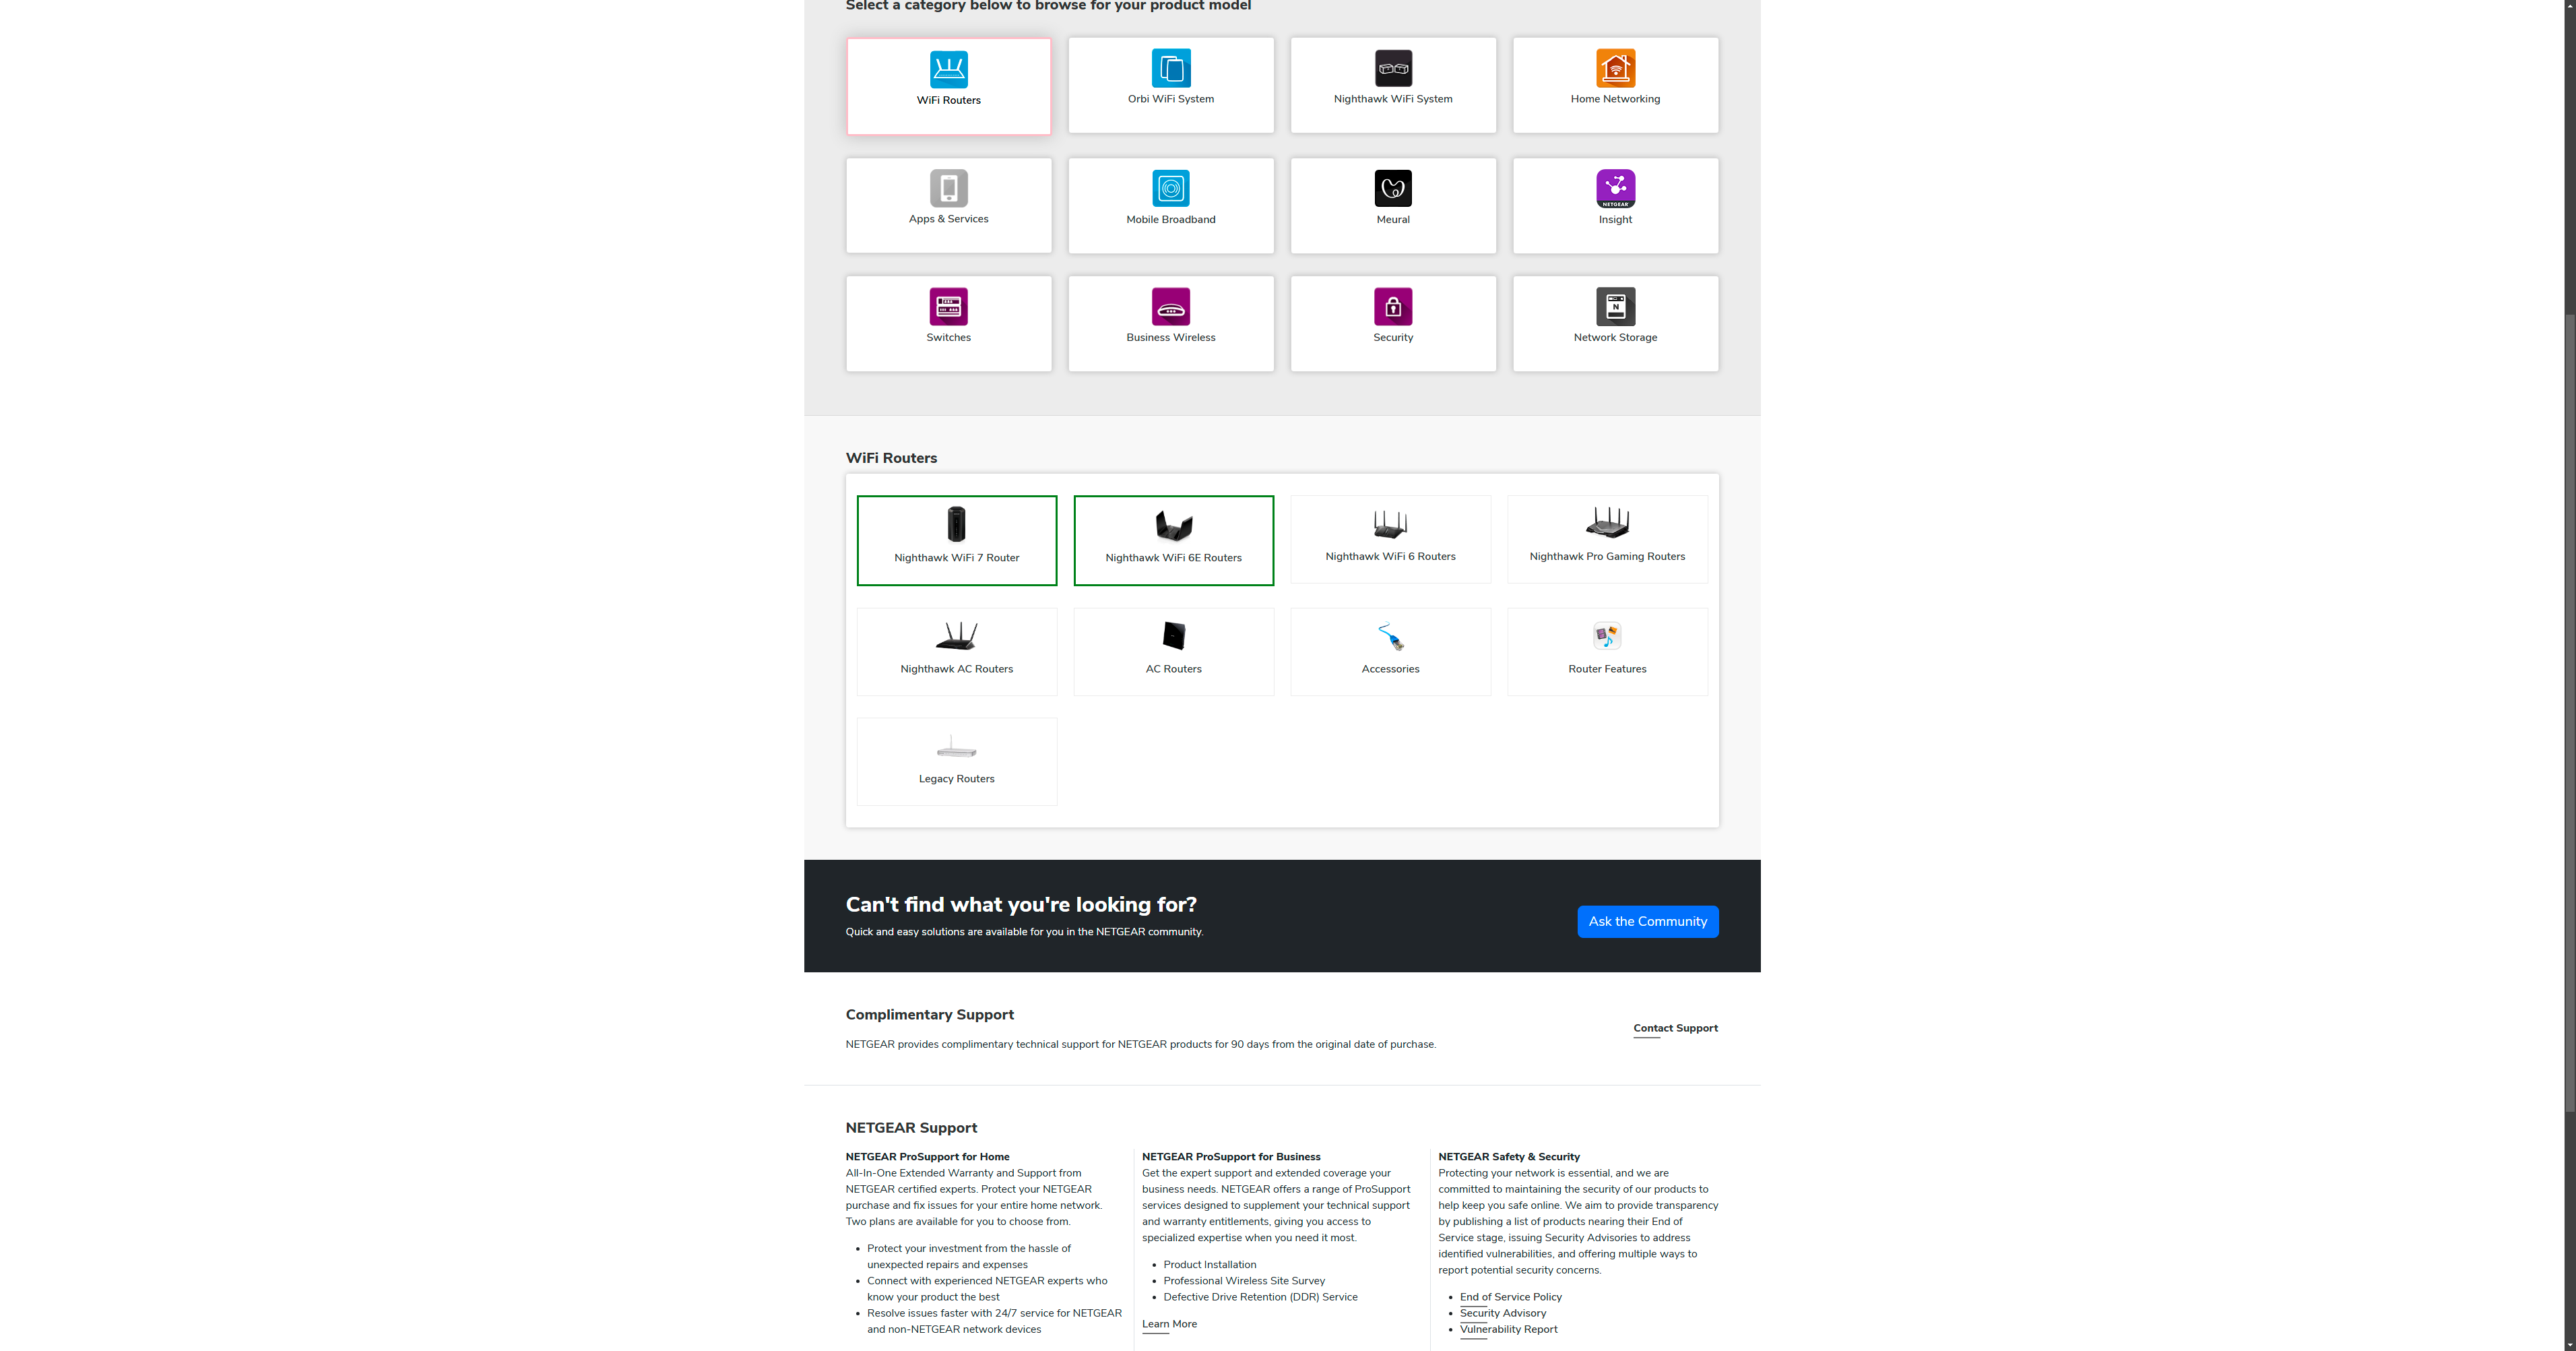 Select a category below to browse for your product model
WiFi Routers
Orbi WiFi System
Nighthawk WiFi System
Home Networking
Apps & Services
Mobile Broadband
Meural
NETGEAR
Insight
Switches
Business Wireless
Security
N
Network Storage
WiFi Routers
Nighthawk WiFi 7 Router
Nighthawk WiFi 6E Routers
Nighthawk WiFi 6 Routers
Nighthawk Pro Gaming Routers
Nighthawk AC Routers
AC Routers
Accessories
Router Features
Legacy Routers
Can't find what you're looking for?
Quick and easy solutions are available for you in the NETGEAR community.
Ask the Community
Complimentary Support
NETGEAR provides complimentary technical support for NETGEAR products for 90 days from the original date of purchase.
Contact Support
NETGEAR Support
NETGEAR ProSupport for Home
All-In-One Extended Warranty and Support from
NETGEAR certified experts. Protect your NETGEAR
purchase and fix issues for your entire home network.
Two plans are available for you to choose from.
• Protect your investment from the hassle of
unexpected repairs and expenses
• Connect with experienced NETGEAR experts who
know your product the best
• Resolve issues faster with 24/7 service for NETGEAR
and non-NETGEAR network devices
NETGEAR ProSupport for Business
Get the expert support and extended coverage your
business needs. NETGEAR offers a range of ProSupport
services designed to supplement your technical support
and warranty entitlements, giving you access to
specialized expertise when you need it most.
• Product Installation
• Professional Wireless Site Survey
• Defective Drive Retention (DDR) Service
Learn More
NETGEAR Safety & Security
Protecting your network is essential, and we are
committed to maintaining the security of our products to
help keep you safe online. We aim to provide transparency
by publishing a list of products nearing their End of
Service stage, issuing Security Advisories to address
identified vulnerabilities, and offering multiple ways to
report potential security concerns.
• End of Service Policy
• Security Advisory
• Vulnerability Report